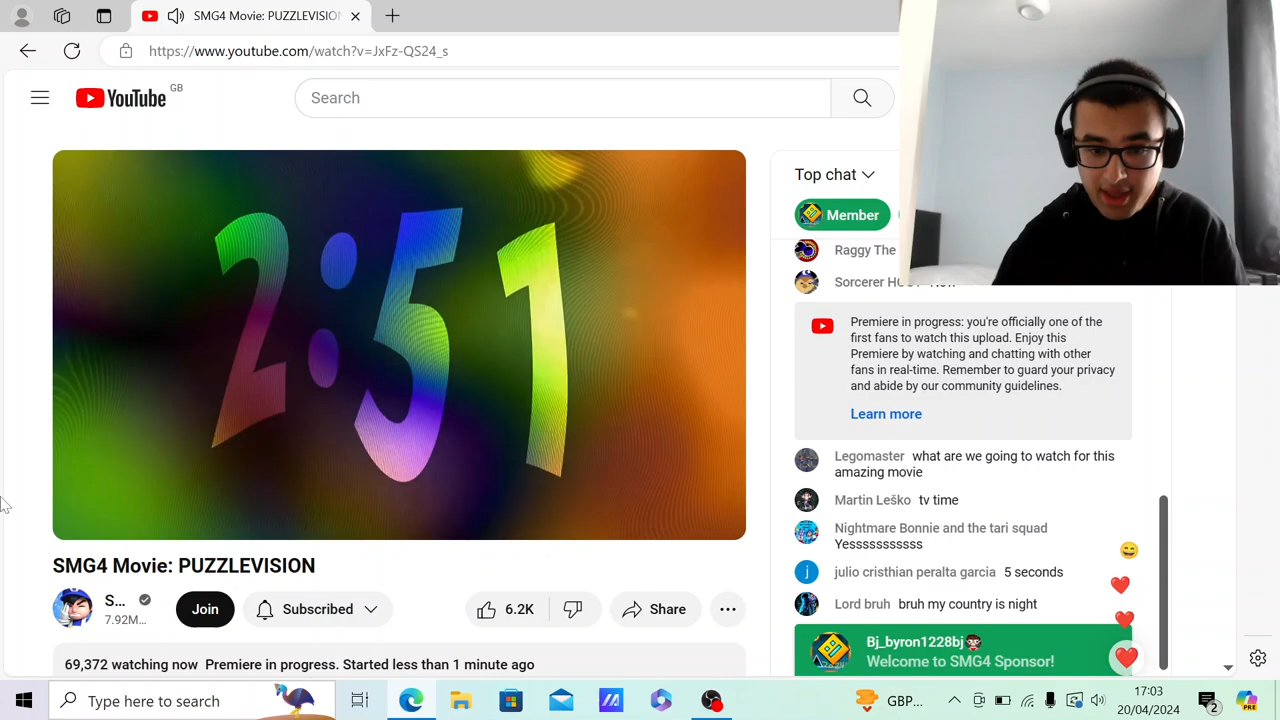 SMG4 Movie: PUZZLEVISION
https://www.youtube.com/watch?v=JxFz-QS24_s
YouTube GB
Search
2:51
Top chat
Member
Raggy The
Sorcerer
Premiere in progress: you're officially one of the
first fans to watch this upload. Enjoy this
Premiere by watching and chatting with other
fans in real-time. Remember to guard your privacy
and abide by our community guidelines.
Learn more
Legomaster what are we going to watch for this
amazing movie
Martin Leško tv time
Nightmare Bonnie and the tari squad
Yesssssssssss
julio cristhian peralta garcia 5 seconds
Lord bruh bruh my country is night
Bj_byron1228bj
Welcome to SMG4 Sponsor!
SMG4 Movie: PUZZLEVISION
S...
7.92M...
Join
Subscribed
6.2K
Share
69,372 watching now Premiere in progress. Started less than 1 minute ago
Type here to search
GBP...
17:03
20/04/2024
2
PRE